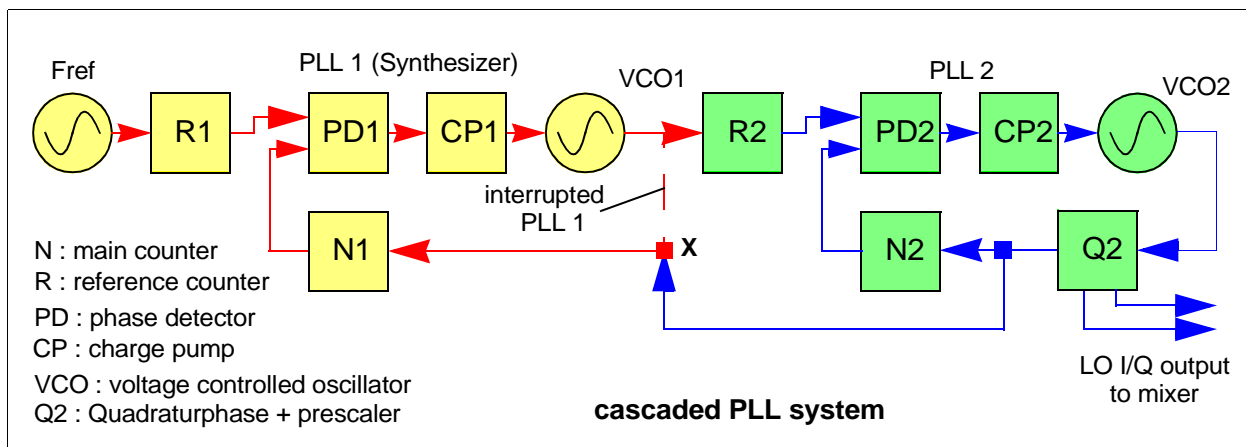 PLL 1 (Synthesizer)
Fref
VCO1
PLL 2
VCO2
R1
PD1
CP1
R2
PD2
CP2
interrupted
PLL 1
N1
X
N2
Q2
N : main counter
R : reference counter
PD : phase detector
CP : charge pump
VCO : voltage controlled oscillator
Q2 : Quadraturphase + prescaler
LO I/Q output
to mixer
cascaded PLL system